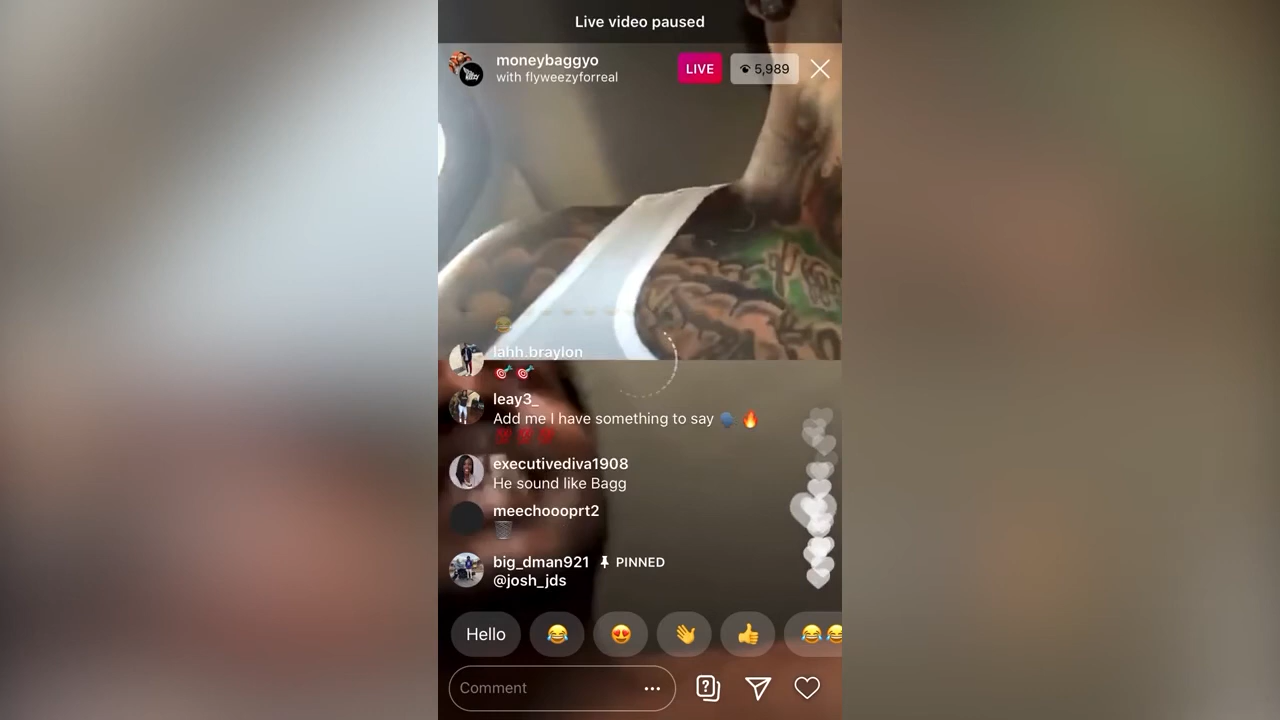 Live video paused
moneybaggyo
with flyweezyforreal
LIVE
5,989
lahh.braylon
leay3_
Add me I have something to say 🗣 🔥
💯 💯 💯
executivediva1908
He sound like Bagg
meechoooprt2
big_dman921 PINNED
@josh_jds
Hello
Comment